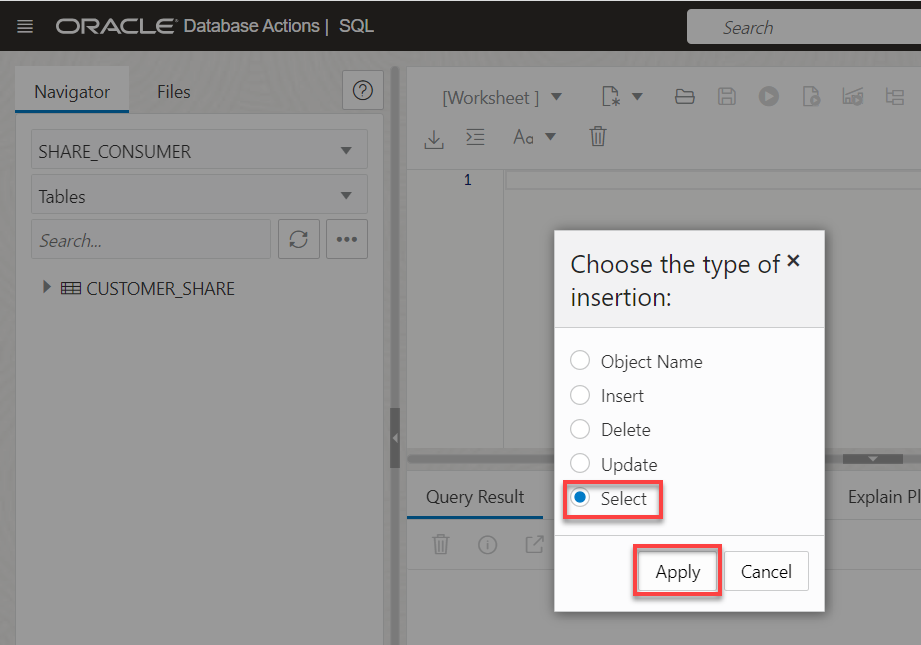 ORACLE Database Actions | SQL
Search
Navigator
Files
SHARE_CONSUMER
Tables
Search...
CUSTOMER_SHARE
[Worksheet ]
Aa
1
Choose the type of
insertion:
Object Name
Insert
Delete
Update
Select
Apply
Cancel
Query Result
Explain Pl